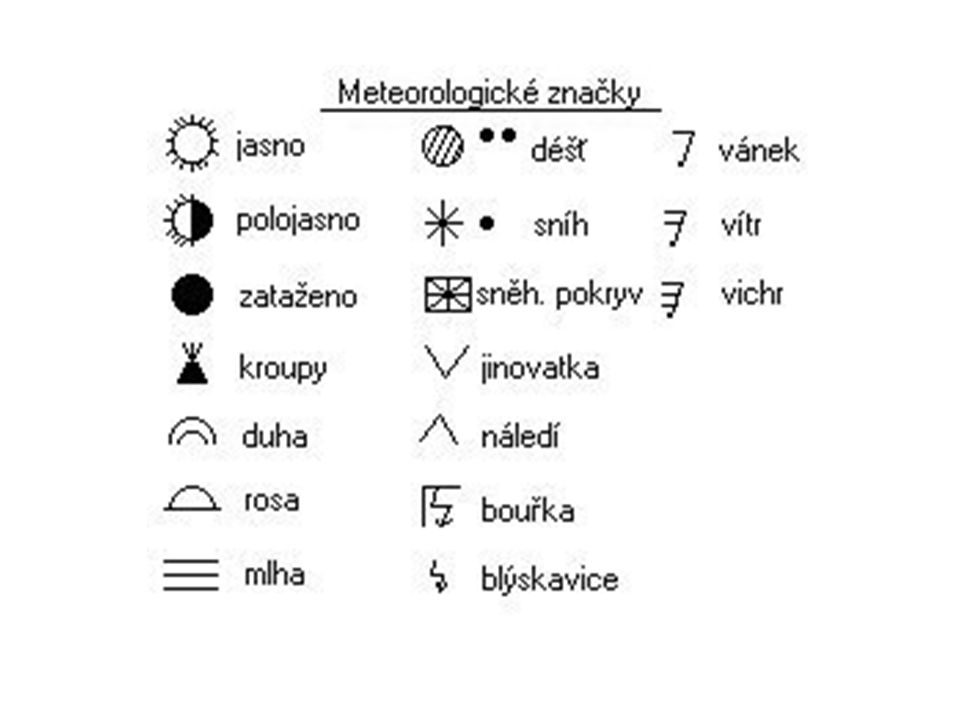 Meteorologické značky
jasno
polojasno
zataženo
kroupy
duha
rosa
mlha
déšť
sníh
sněh. pokryv
jinovatka
náledí
bouřka
blýskavice
vánek
vítr
vichr